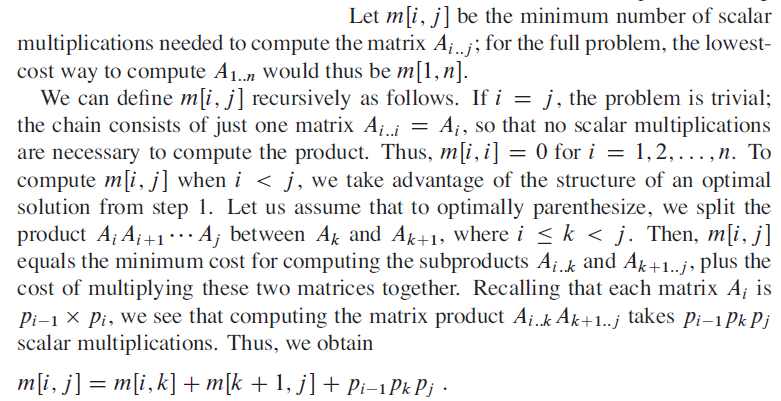 Let m[i, j] be the minimum number of scalar
multiplications needed to compute the matrix A_{i..j}; for the full problem, the lowest-
cost way to compute A_{1..n} would thus be m[1, n].
We can define m[i, j] recursively as follows. If i = j, the problem is trivial;
the chain consists of just one matrix A_{i..i} = A_i, so that no scalar multiplications
are necessary to compute the product. Thus, m[i, i] = 0 for i = 1, 2, . . . , n. To
compute m[i, j] when i < j, we take advantage of the structure of an optimal
solution from step 1. Let us assume that to optimally parenthesize, we split the
product A_i A_{i+1} ⋯ A_j between A_k and A_{k+1}, where i ≤ k < j. Then, m[i, j]
equals the minimum cost for computing the subproducts A_{i..k} and A_{k+1..j}, plus the
cost of multiplying these two matrices together. Recalling that each matrix A_i is
p_{i−1} × p_i, we see that computing the matrix product A_{i..k} A_{k+1..j} takes p_{i−1} p_k p_j
scalar multiplications. Thus, we obtain
m[i, j] = m[i, k] + m[k + 1, j] + p_{i−1} p_k p_j .